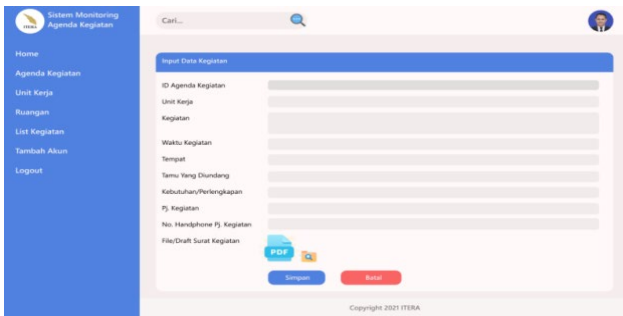 Sistem Monitoring
Agenda Kegiatan
ITERA
Cari...
Home
Agenda Kegiatan
Unit Kerja
Ruangan
List Kegiatan
Tambah Akun
Logout
Input Data Kegiatan
ID Agenda Kegiatan
Unit Kerja
Kegiatan
Waktu Kegiatan
Tempat
Tamu Yang Diundang
Kebutuhan/Perlengkapan
Pj. Kegiatan
No. Handphone Pj. Kegiatan
File/Draft Surat Kegiatan
PDF
Simpan
Batal
Copyright 2021 ITERA